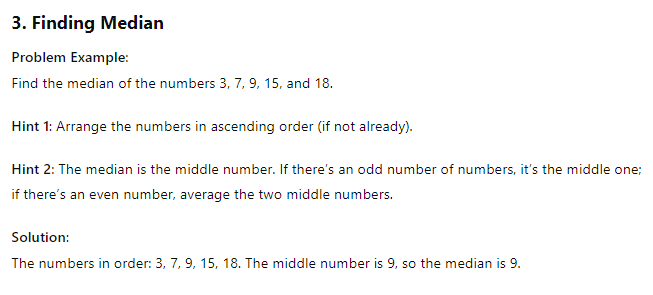 3. Finding Median
Problem Example:
Find the median of the numbers 3, 7, 9, 15, and 18.
Hint 1: Arrange the numbers in ascending order (if not already).
Hint 2: The median is the middle number. If there's an odd number of numbers, it's the middle one;
if there's an even number, average the two middle numbers.
Solution:
The numbers in order: 3, 7, 9, 15, 18. The middle number is 9, so the median is 9.